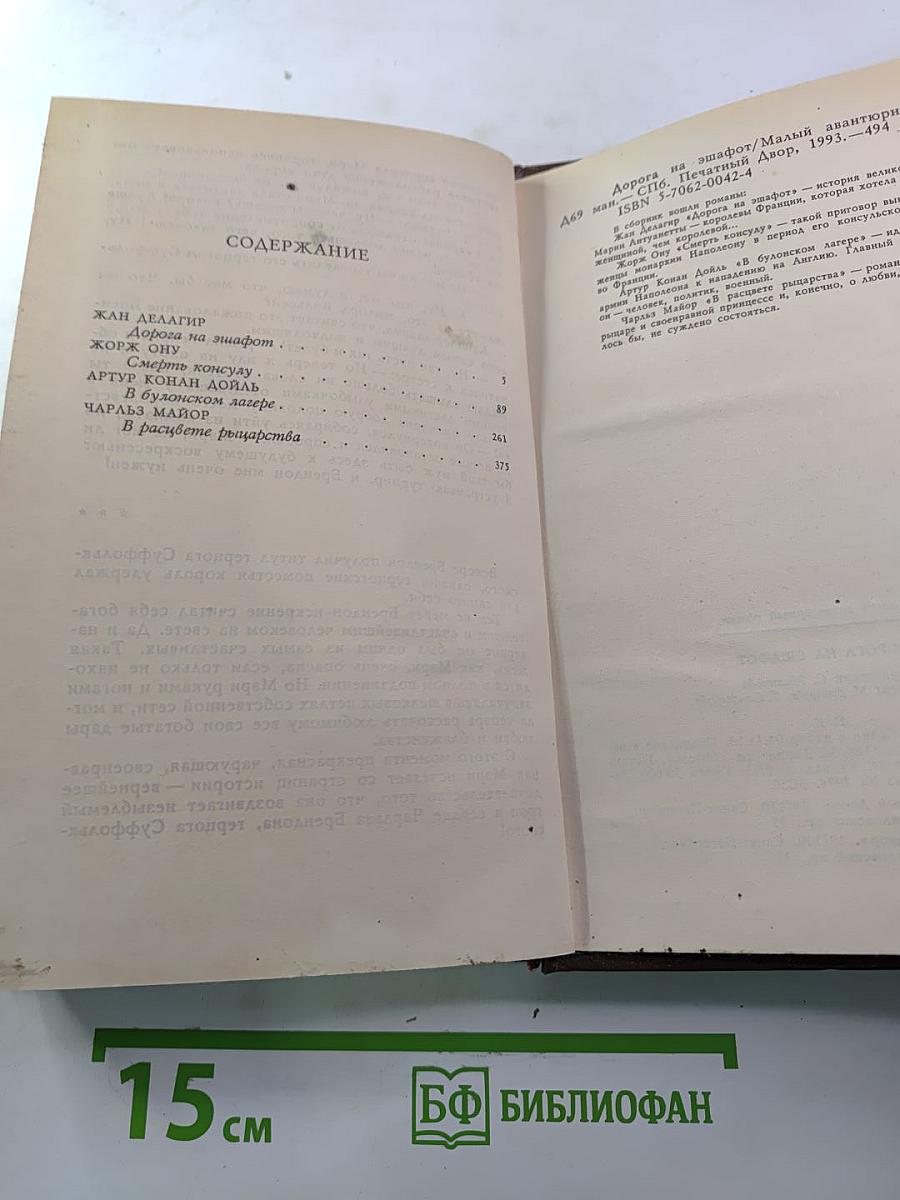 СОДЕРЖАНИЕ
ЖАН ДЕЛАГИР
Дорога на эшафот . . . . . . . . . . 5
ЖОРЖ ОНУ
Смерть консулу . . . . . . . . . . 89
АРТУР КОНАН ДОЙЛЬ
В булонском лагере . . . . . . . . . . 261
ЧАРЛЬЗ МАЙОР
В расцвете рыцарства . . . . . . . . . . 375
Дорога на эшафот/Малый авантюрн
Д69 ман.— СПб. Печатный Двор, 1993.—494
ISBN 5-7062-0042-4
В сборник вошли романы:
Жан Делагир «Дорога на эшафот» — история велико
Марии Антуанетты — королевы Франции, которая хотела
женщиной, чем королевой...
Жорж Ону «Смерть консулу» — такой приговор вын
женцы монархии Наполеону в период его консульско
во Франции.
Артур Конан Дойль «В булонском лагере» — ид
армии Наполеона к нападению на Англию. Главный
он — человек, политик, военный.
Чарльз Майор «В расцвете рыцарства» — роман
рыцаре и своенравной принцессе и, конечно, о любви,
лось бы, не суждено состояться.
15 см
БФ БИБЛИОФАН